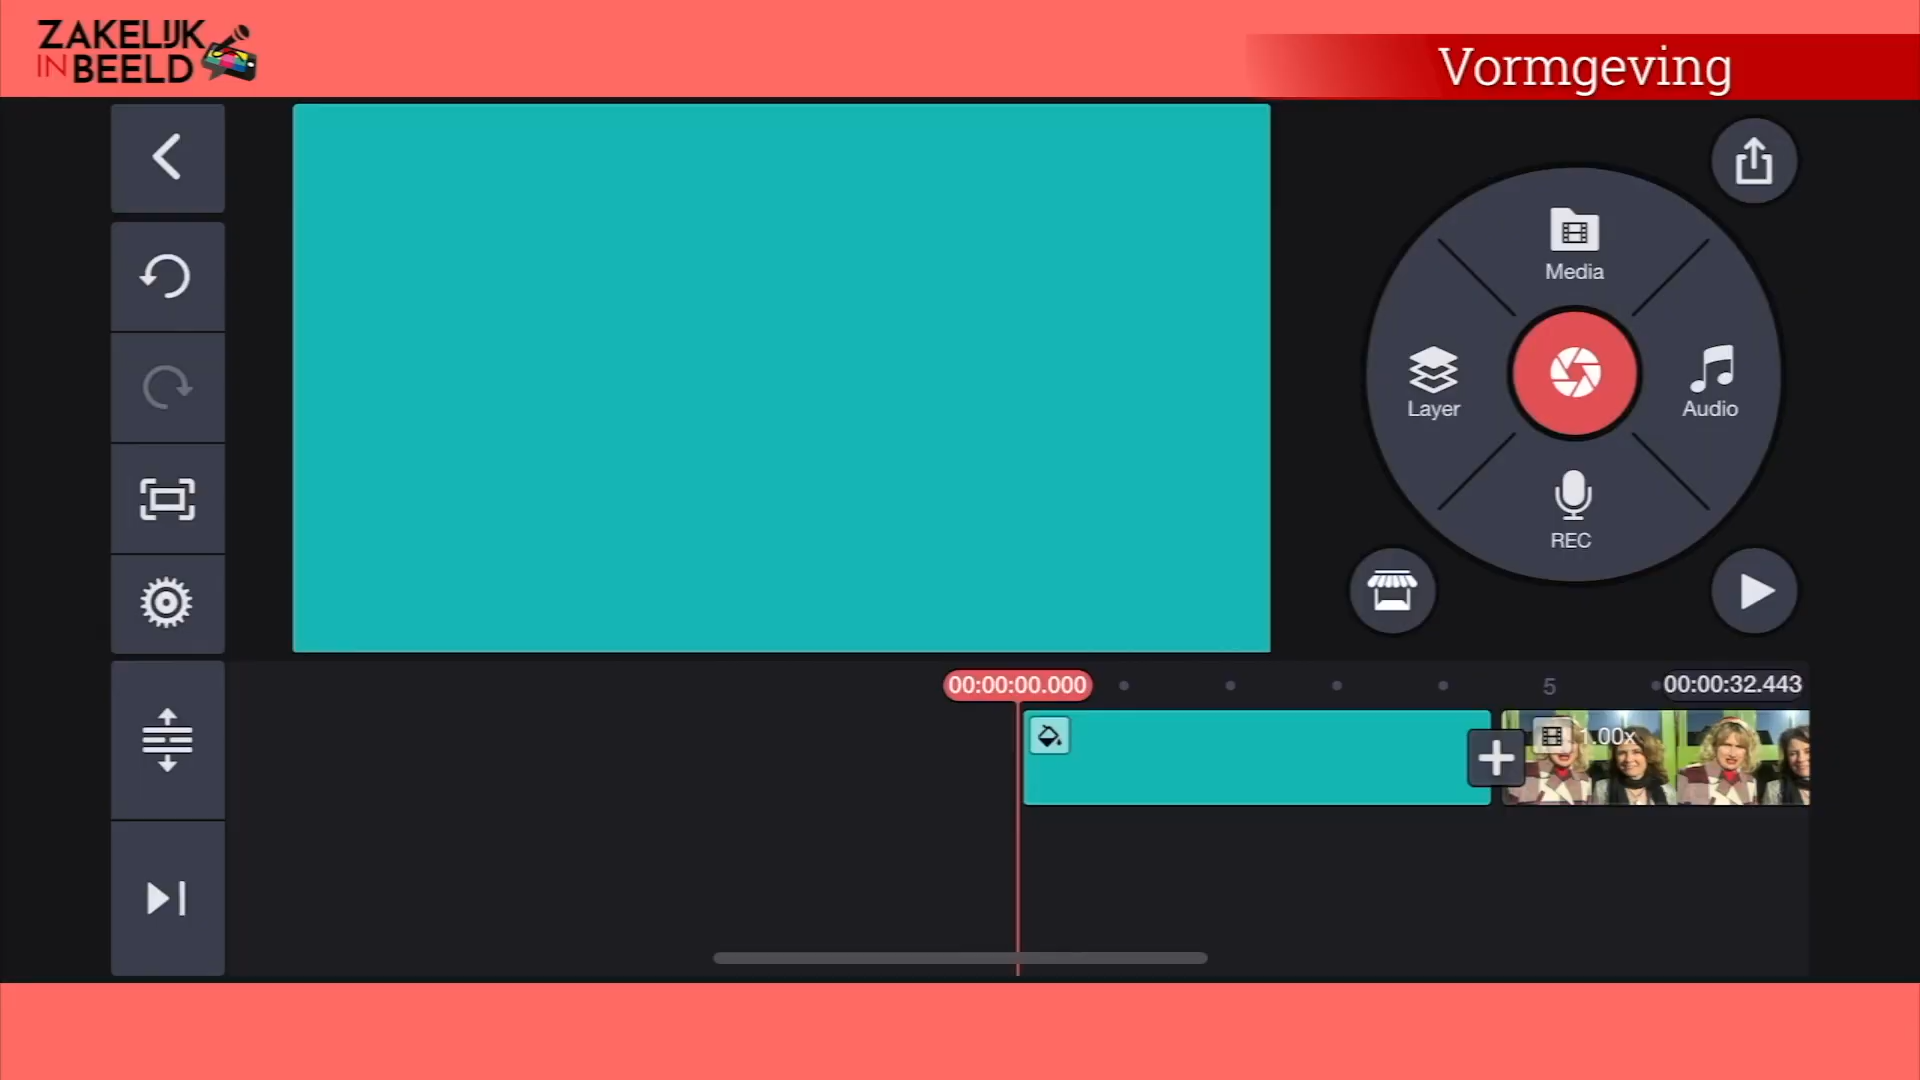 ZAKELIJK
IN BEELD
Vormgeving
Media
Layer
Audio
REC
00:00:00.000
5
00:00:32.443
1.00x